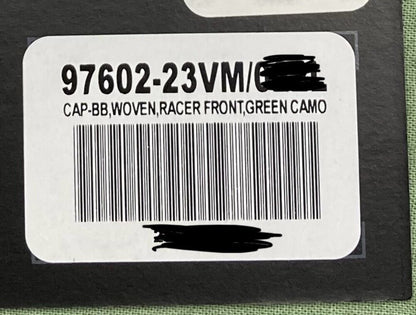 97602-23VM/
CAP-BB,WOVEN,RACER FRONT,GREEN CAMO